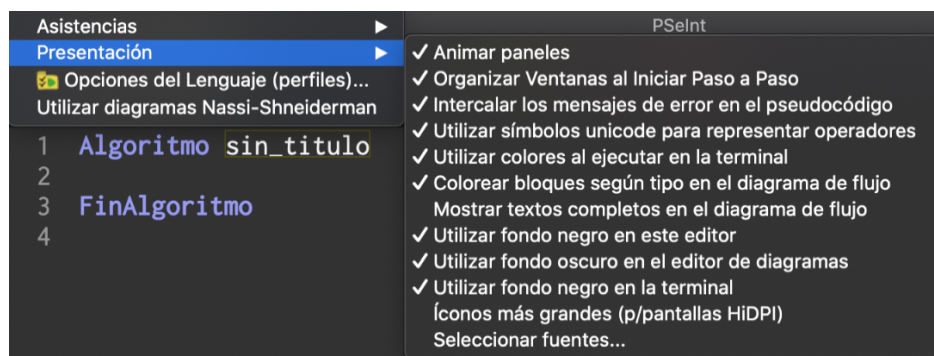 Asistencias
Presentación
Opciones del Lenguaje (perfiles)...
Utilizar diagramas Nassi-Shneiderman
1 Algoritmo sin_titulo
2
3 FinAlgoritmo
4
PSeInt
✓ Animar paneles
✓ Organizar Ventanas al Iniciar Paso a Paso
✓ Intercalar los mensajes de error en el pseudocódigo
✓ Utilizar símbolos unicode para representar operadores
✓ Utilizar colores al ejecutar en la terminal
✓ Colorear bloques según tipo en el diagrama de flujo
Mostrar textos completos en el diagrama de flujo
✓ Utilizar fondo negro en este editor
✓ Utilizar fondo oscuro en el editor de diagramas
✓ Utilizar fondo negro en la terminal
Íconos más grandes (p/pantallas HiDPI)
Seleccionar fuentes...